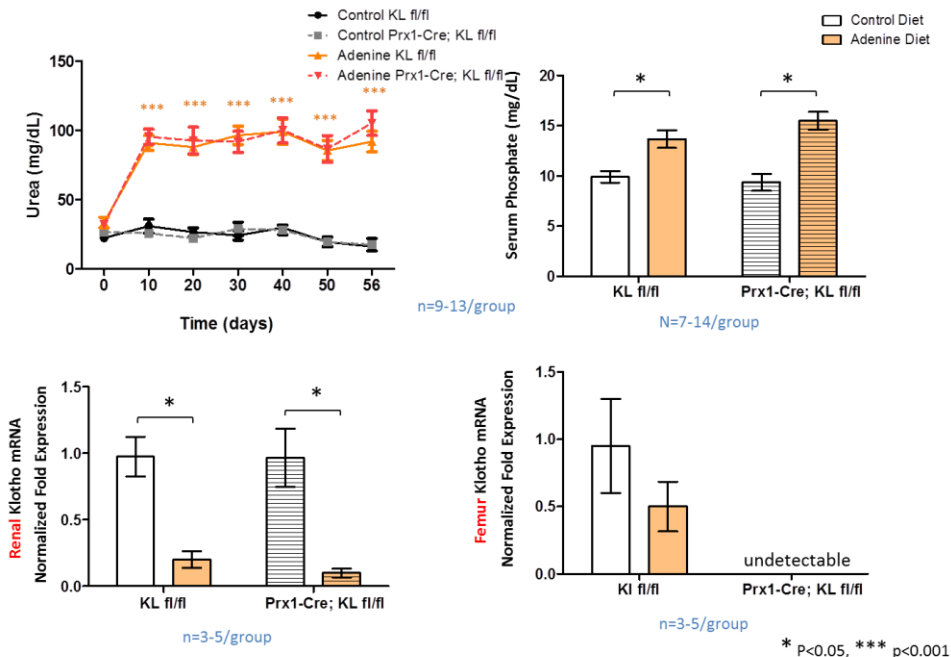 Control KL fl/fl
Control Prx1-Cre; KL fl/fl
Adenine KL fl/fl
Adenine Prx1-Cre; KL fl/fl
Urea (mg/dL)
150
100
50
0
*** *** *** *** *** ***
0 10 20 30 40 50 56
Time (days)
n=9-13/group
Control Diet
Adenine Diet
Serum Phosphate (mg/dL)
20
15
10
5
0
* *
KL fl/fl Prx1-Cre; KL fl/fl
N=7-14/group
Renal Klotho mRNA
Normalized Fold Expression
1.5
1.0
0.5
0.0
* *
KL fl/fl Prx1-Cre; KL fl/fl
n=3-5/group
Femur Klotho mRNA
Normalized Fold Expression
1.5
1.0
0.5
0.0
undetectable
Kl fl/fl Prx1-Cre; KL fl/fl
n=3-5/group
* P<0.05, *** p<0.001